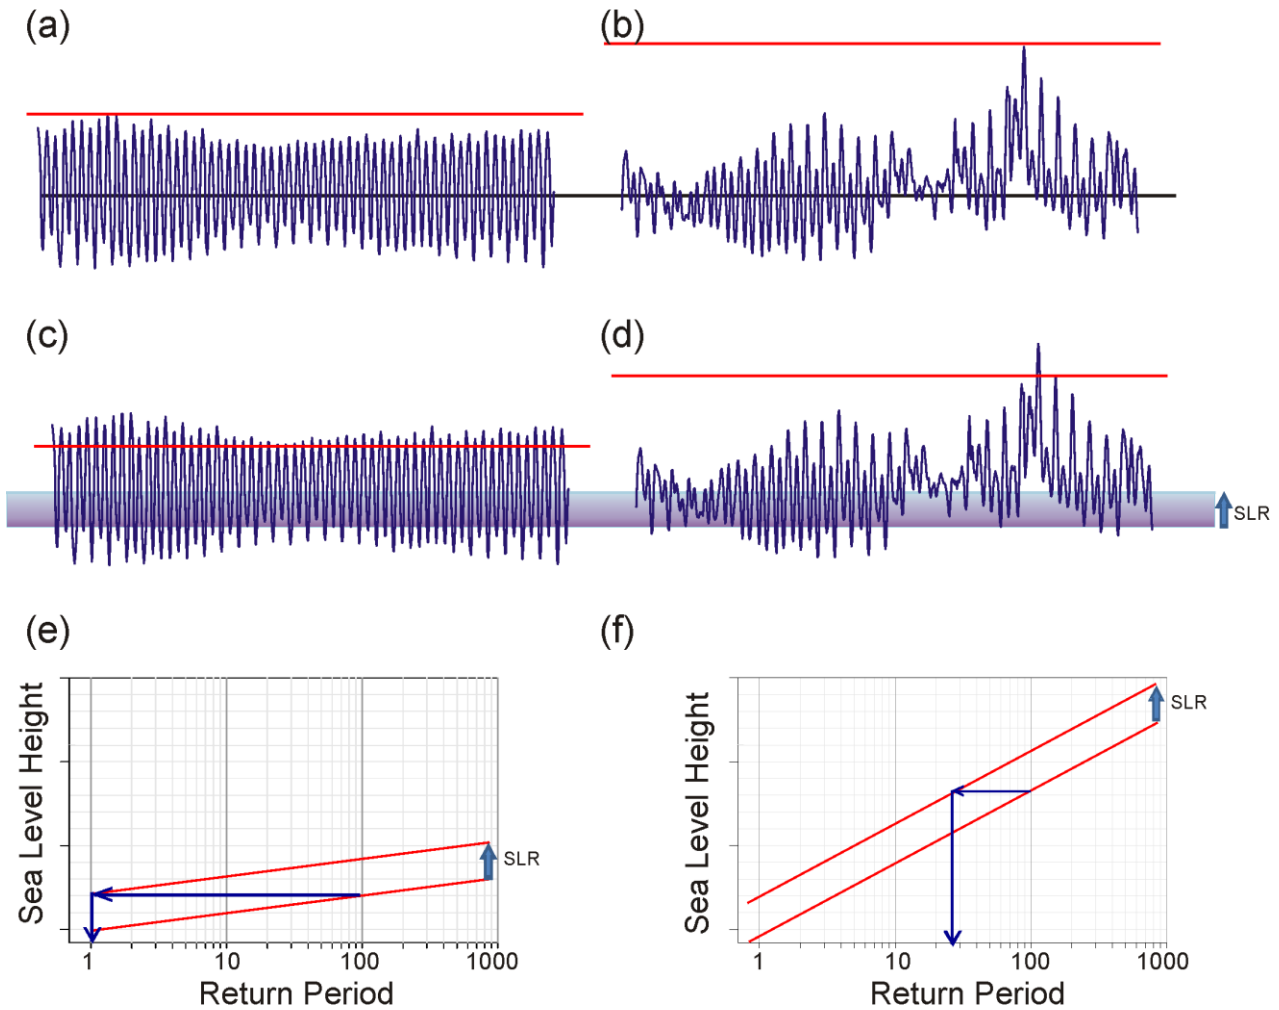 (a)
(b)
(c)
(d)
SLR
(e)
(f)
Sea Level Height
SLR
1
10
100
1000
Return Period
Sea Level Height
SLR
1
10
100
1000
Return Period